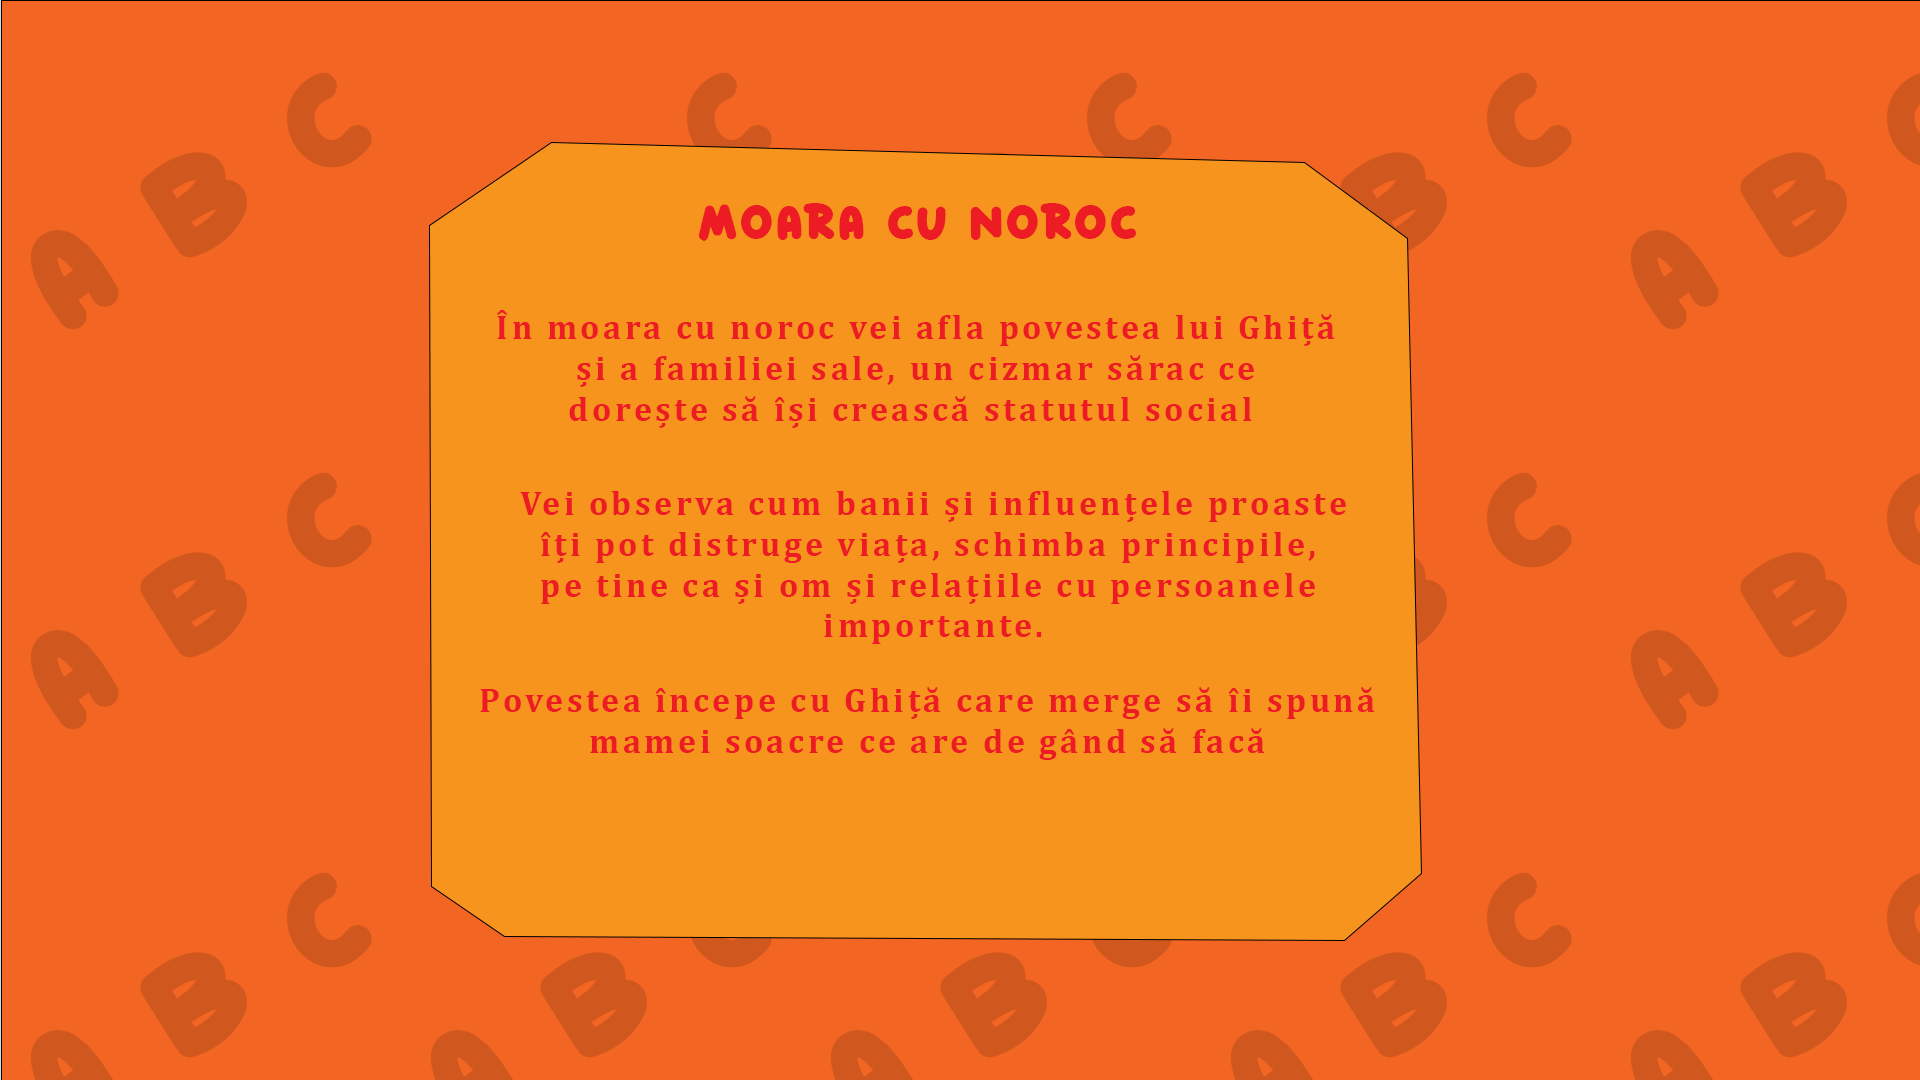 MOARA CU NOROC
În moara cu noroc vei afla povestea lui Ghiță
și a familiei sale, un cizmar sărac ce
dorește să își crească statutul social
Vei observa cum banii și influențele proaste
îți pot distruge viața, schimba principile,
pe tine ca și om și relațiile cu persoanele
importante.
Povestea începe cu Ghiță care merge să îi spună
mamei soacre ce are de gând să facă